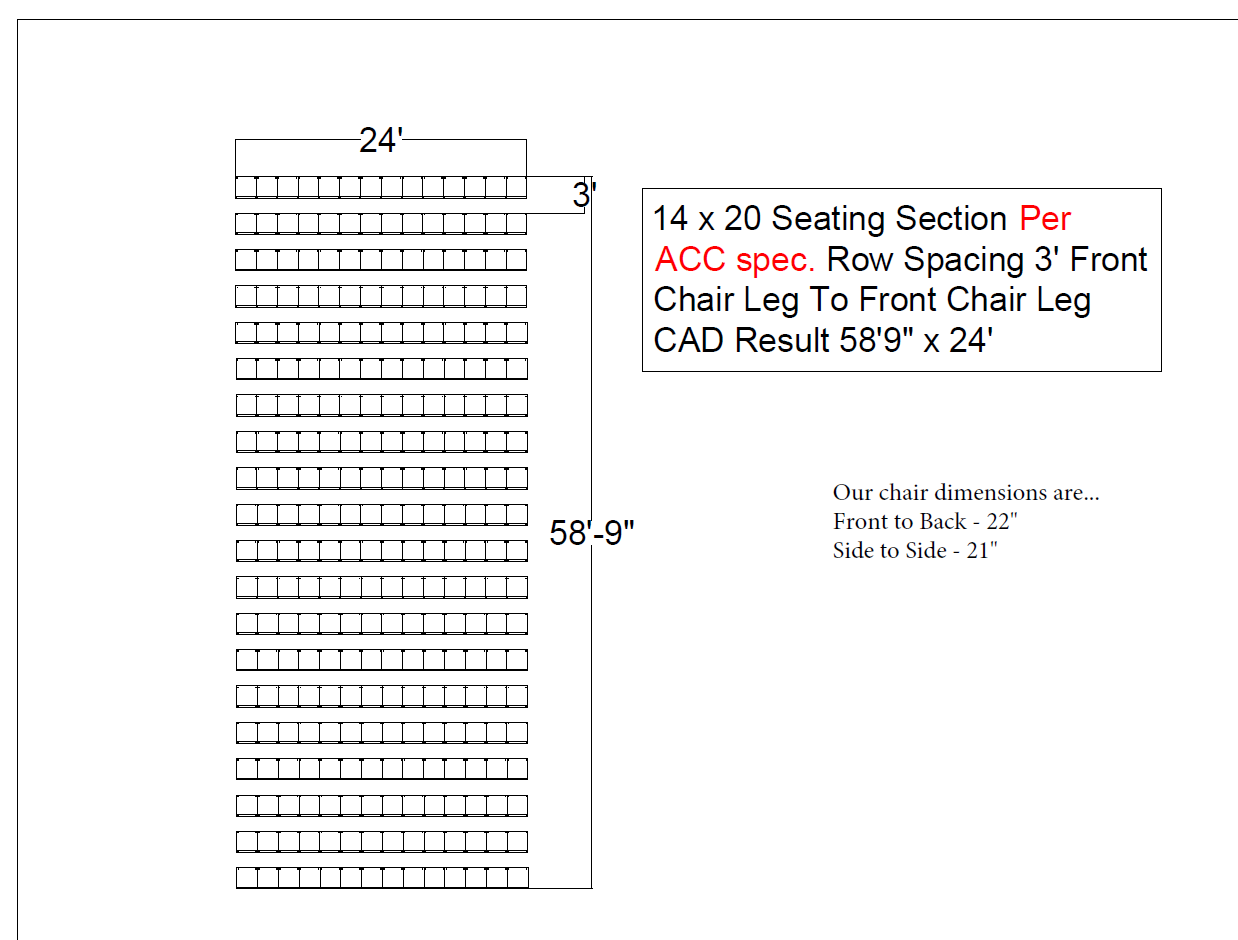 24'
3'
14 x 20 Seating Section Per
ACC spec. Row Spacing 3' Front
Chair Leg To Front Chair Leg
CAD Result 58'9" x 24'
Our chair dimensions are...
Front to Back - 22"
Side to Side - 21"
58'-9"